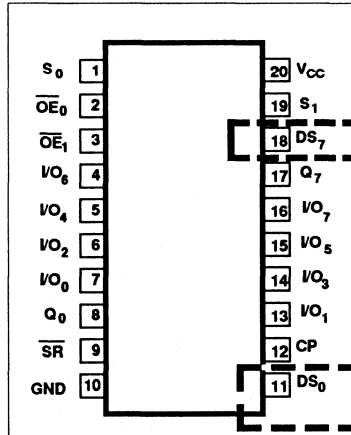 S0 1 20 VCC
OE0 2 19 S1
OE1 3 18 DS7
I/O6 4 17 Q7
I/O4 5 16 I/O7
I/O2 6 15 I/O5
I/O0 7 14 I/O3
Q0 8 13 I/O1
SR 9 12 CP
GND 10 11 DS0